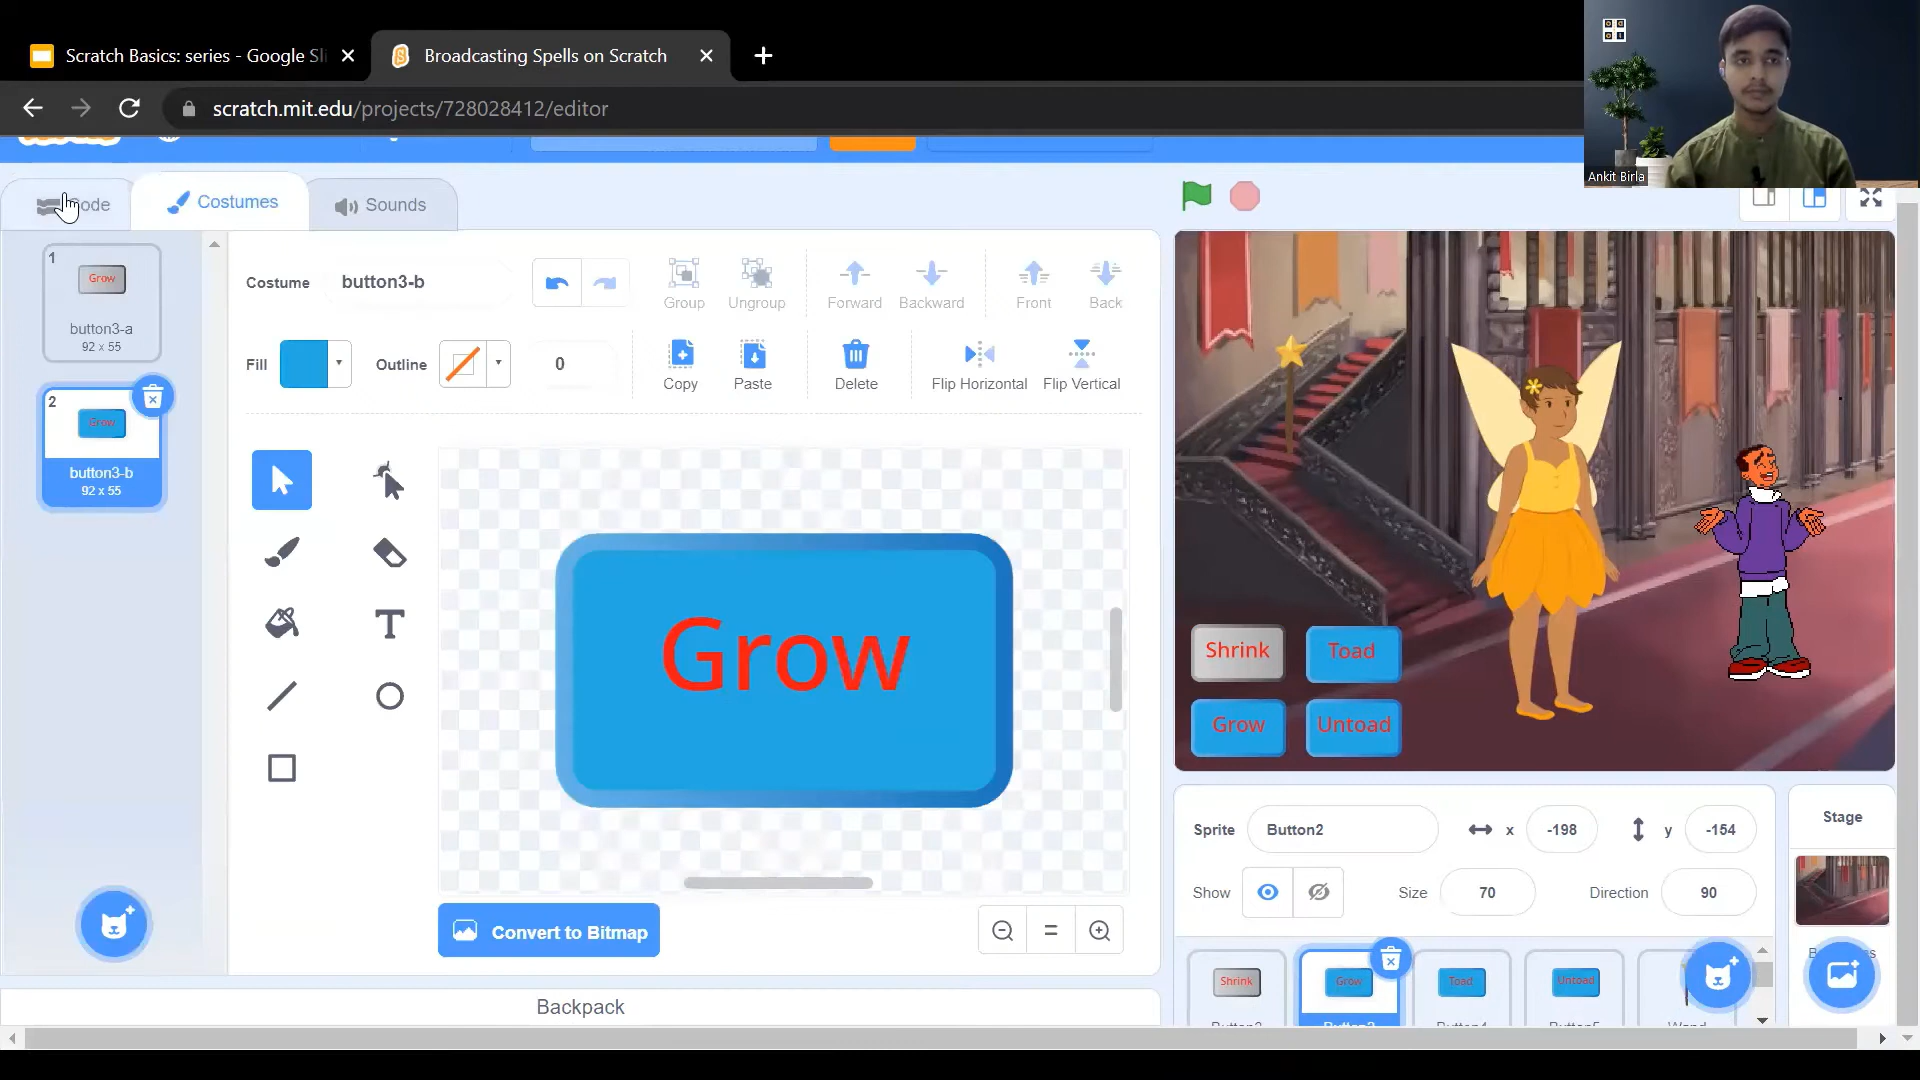 Scratch Basics: series - Google Sli
Broadcasting Spells on Scratch
scratch.mit.edu/projects/728028412/editor
Ankit Birla
Code
Costumes
Sounds
1
Grow
button3-a
92 x 55
2
Grow
button3-b
92 x 55
Costume
button3-b
Group
Ungroup
Forward
Backward
Front
Back
Fill
Outline
0
Copy
Paste
Delete
Flip Horizontal
Flip Vertical
T
Grow
Convert to Bitmap
Backpack
Shrink
Toad
Grow
Untoad
Sprite
Button2
x
-198
y
-154
Show
Size
70
Direction
90
Stage
Shrink
Grow
Toad
Untoad